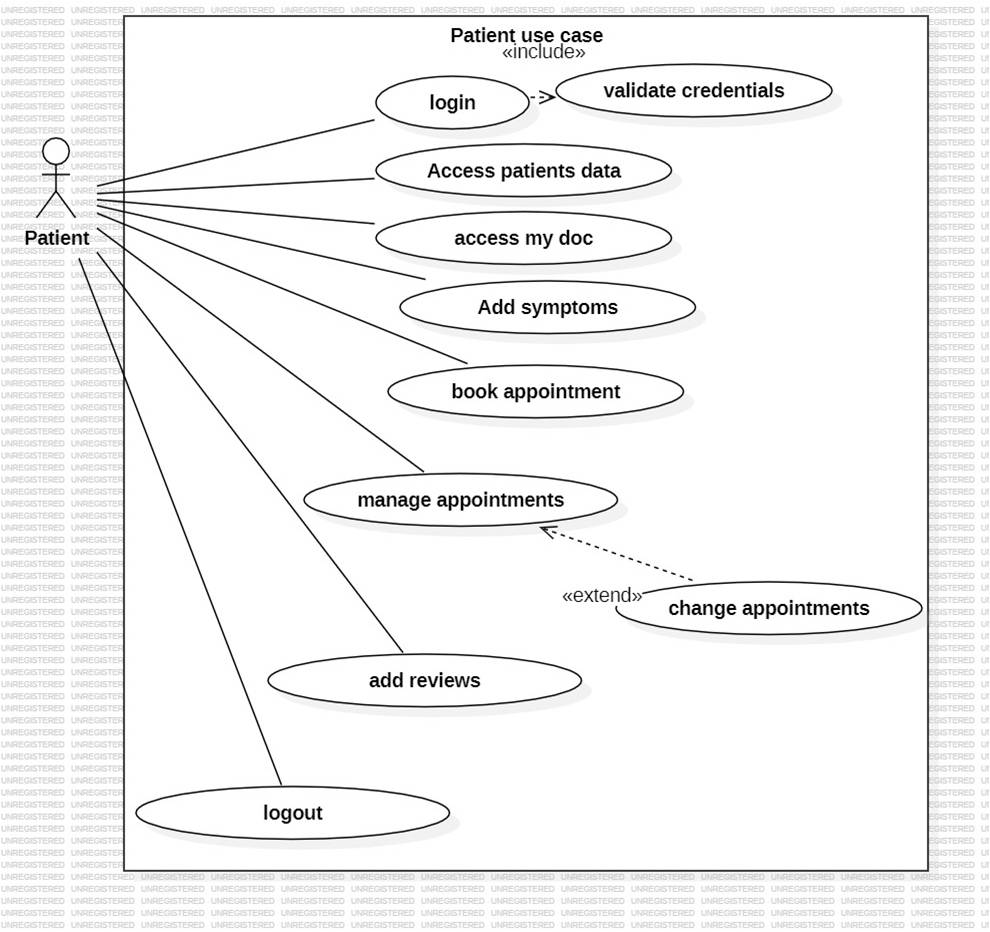 Patient use case
«include»
login
validate credentials
Access patients data
access my doc
Patient
Add symptoms
book appointment
manage appointments
«extend»
change appointments
add reviews
logout
UNREGISTERED